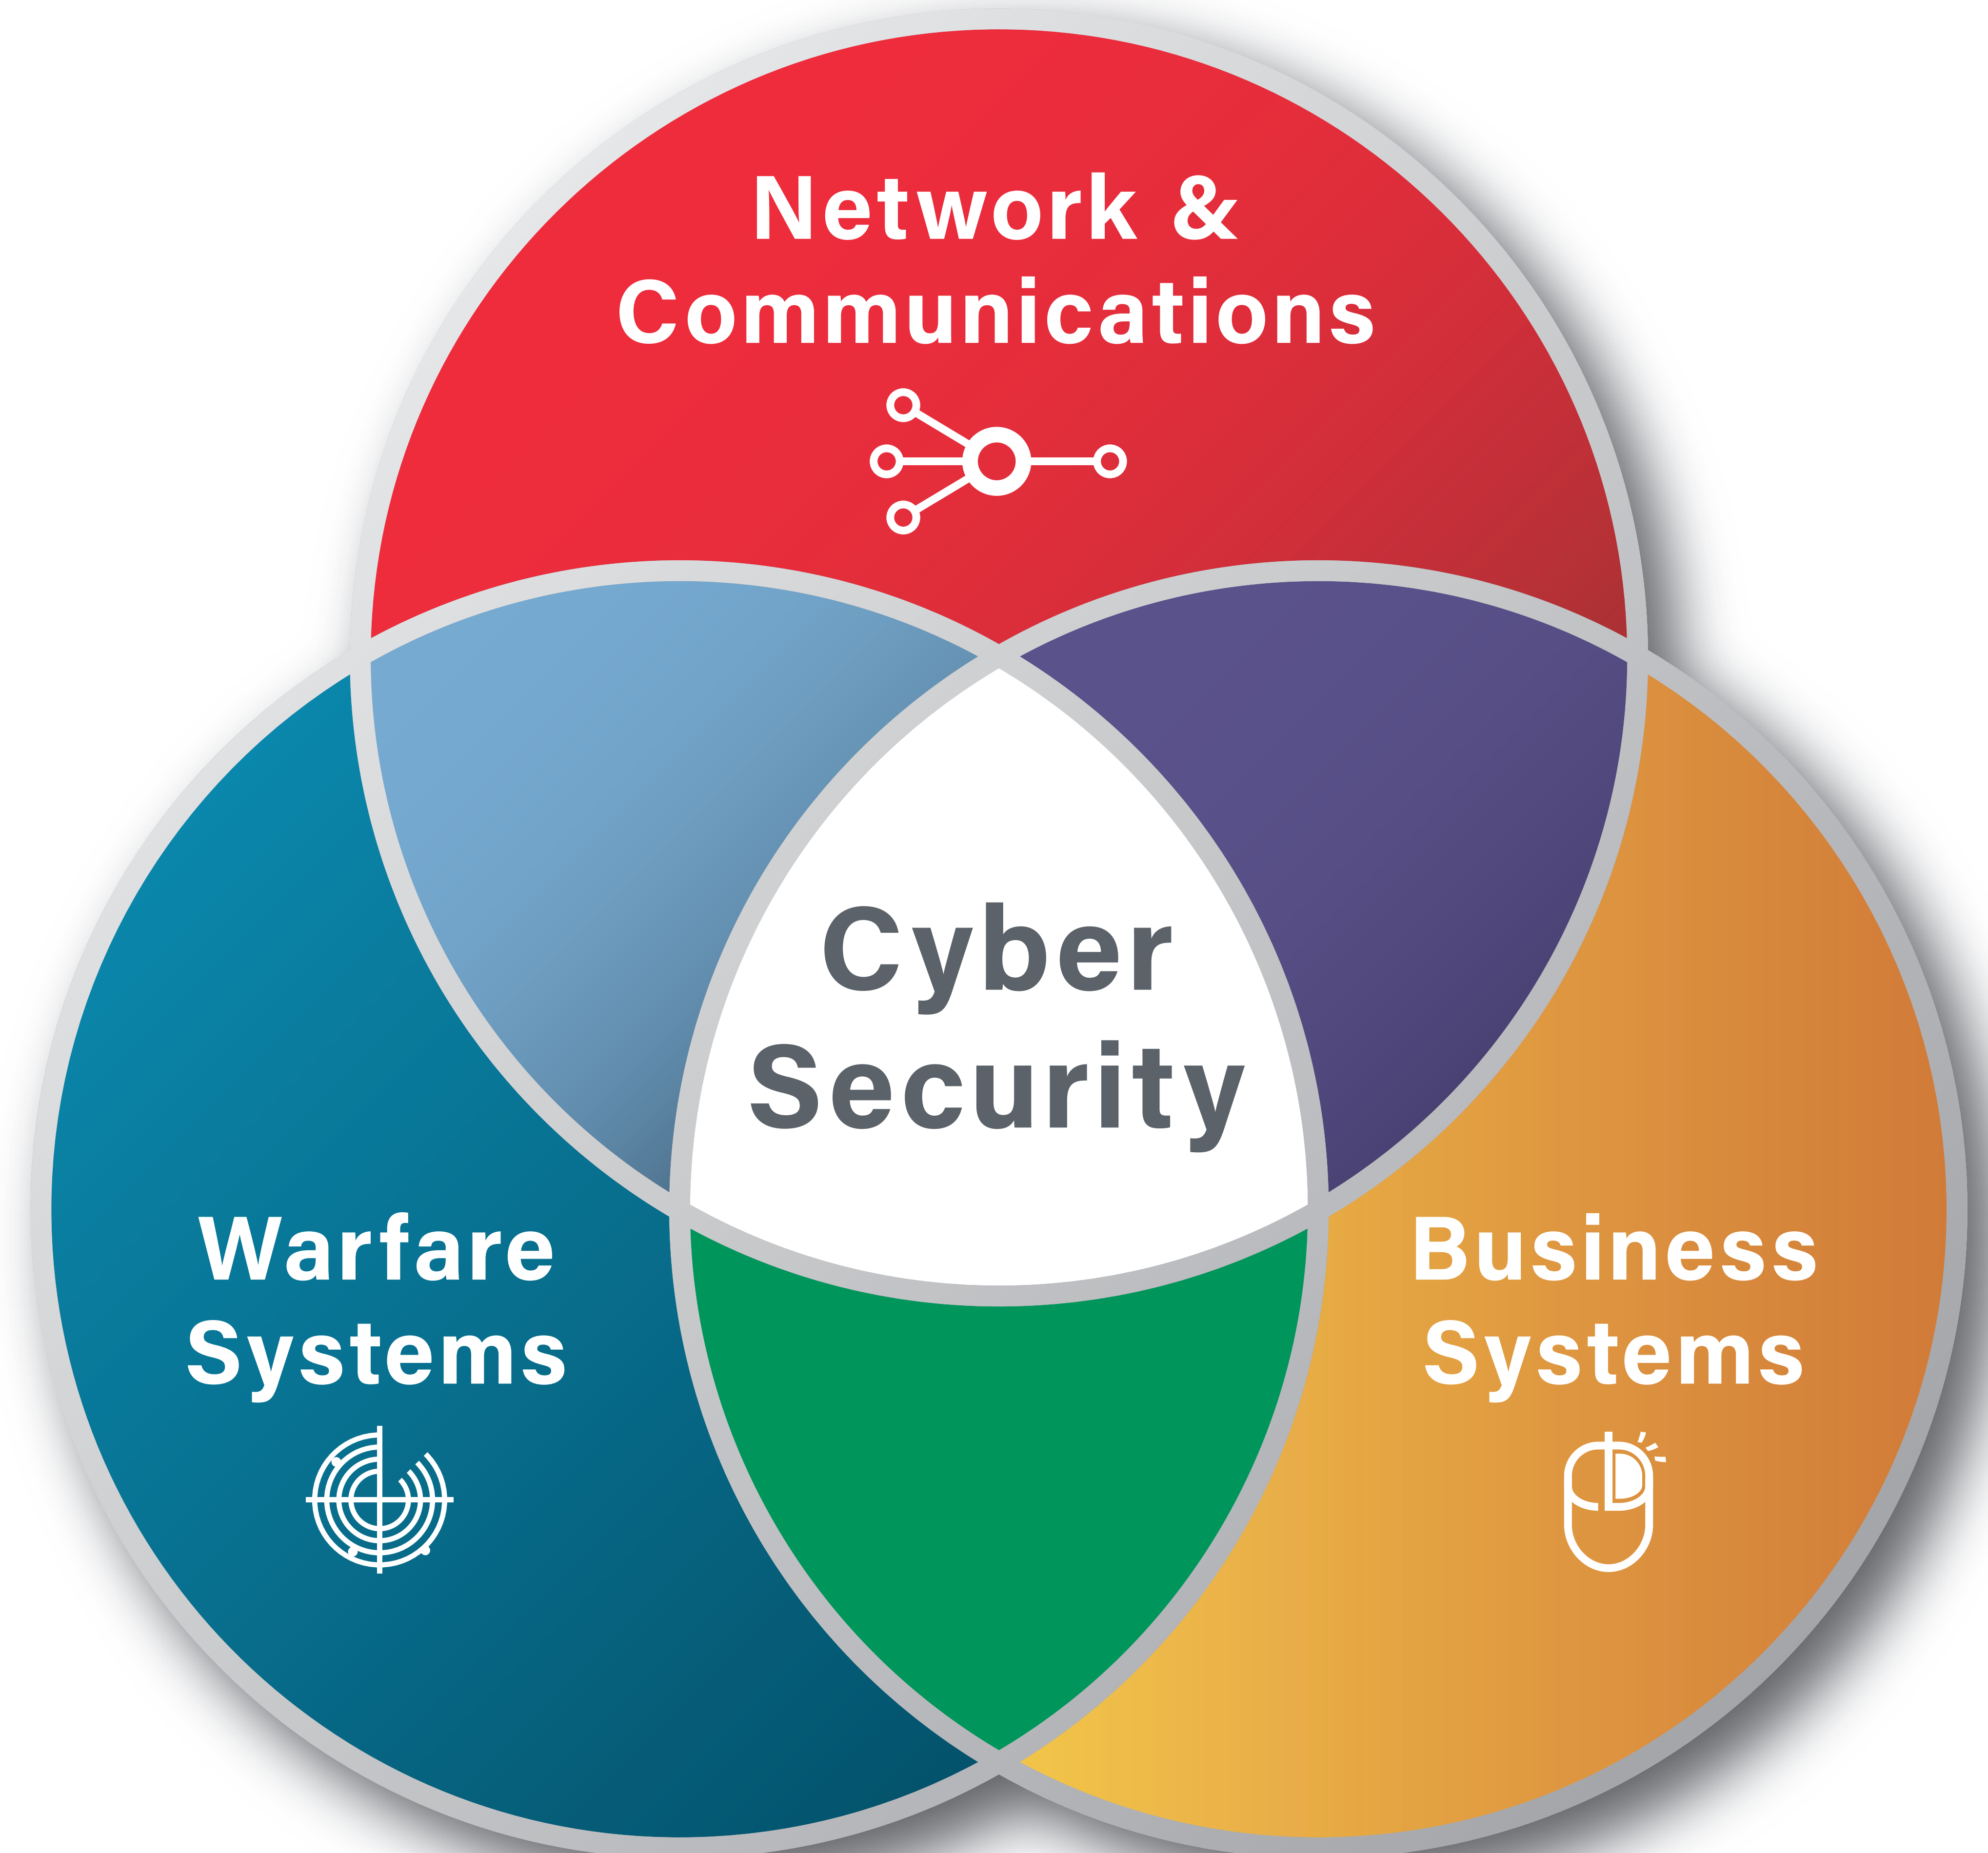 Network &
Communications
Cyber
Security
Warfare
Systems
Business
Systems